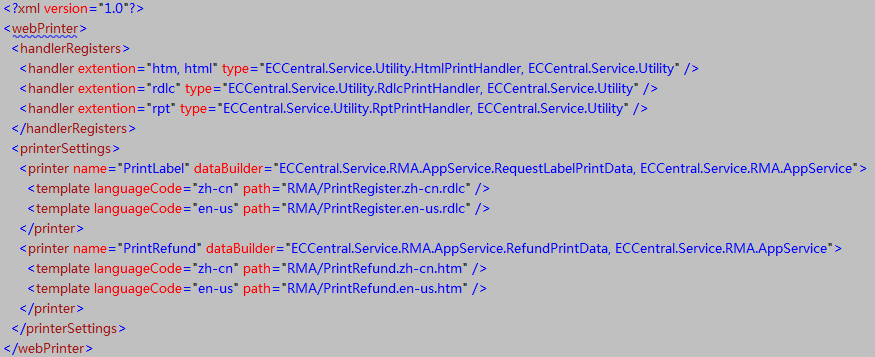 <?xml version="1.0"?>
<webPrinter>
<handlerRegisters>
<handler extention="htm, html" type="ECCentral.Service.Utility.HtmlPrintHandler, ECCentral.Service.Utility" />
<handler extention="rdlc" type="ECCentral.Service.Utility.RdlcPrintHandler, ECCentral.Service.Utility" />
<handler extention="rpt" type="ECCentral.Service.Utility.RptPrintHandler, ECCentral.Service.Utility" />
</handlerRegisters>
<printerSettings>
<printer name="PrintLabel" dataBuilder="ECCentral.Service.RMA.AppService.RequestLabelPrintData, ECCentral.Service.RMA.AppService">
<template languageCode="zh-cn" path="RMA/PrintRegister.zh-cn.rdlc" />
<template languageCode="en-us" path="RMA/PrintRegister.en-us.rdlc" />
</printer>
<printer name="PrintRefund" dataBuilder="ECCentral.Service.RMA.AppService.RefundPrintData, ECCentral.Service.RMA.AppService">
<template languageCode="zh-cn" path="RMA/PrintRefund.zh-cn.htm" />
<template languageCode="en-us" path="RMA/PrintRefund.en-us.htm" />
</printer>
</printerSettings>
</webPrinter>